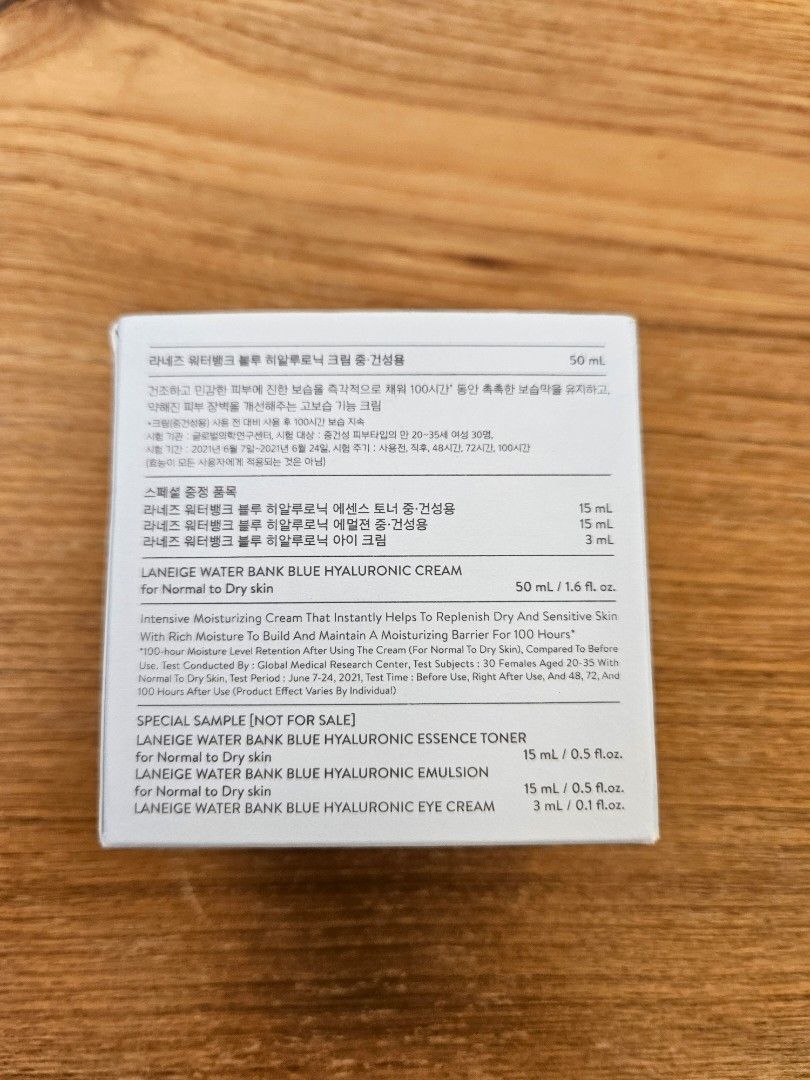 라네즈 워터뱅크 블루 히알루로닉 크림 중·건성용 50 mL
건조하고 민감한 피부에 진한 보습을 즉각적으로 채워 100시간* 동안 촉촉한 보습막을 유지하고,
약해진 피부 장벽을 개선해주는 고보습 기능 크림
*크림(중건성용) 사용 전 대비 사용 후 100시간 보습 지속
시험 기관 : 글로벌의학연구센터, 시험 대상 : 중건성 피부타입의 만 20~35세 여성 30명,
시험 기간 : 2021년 6월 7일~2021년 6월 24일, 시험 주기 : 사용전, 직후, 48시간, 72시간, 100시간
(효능이 모든 사용자에게 적용되는 것은 아님)
스페셜 증정 품목
라네즈 워터뱅크 블루 히알루로닉 에센스 토너 중·건성용 15 mL
라네즈 워터뱅크 블루 히알루로닉 에멀젼 중·건성용 15 mL
라네즈 워터뱅크 블루 히알루로닉 아이 크림 3 mL
LANEIGE WATER BANK BLUE HYALURONIC CREAM
for Normal to Dry skin 50 mL / 1.6 fl. oz.
Intensive Moisturizing Cream That Instantly Helps To Replenish Dry And Sensitive Skin
With Rich Moisture To Build And Maintain A Moisturizing Barrier For 100 Hours*
*100-hour Moisture Level Retention After Using The Cream (For Normal To Dry Skin), Compared To Before
Use. Test Conducted By : Global Medical Research Center, Test Subjects : 30 Females Aged 20-35 With
Normal To Dry Skin, Test Period : June 7-24, 2021, Test Time : Before Use, Right After Use, And 48, 72, And
100 Hours After Use (Product Effect Varies By Individual)
SPECIAL SAMPLE [NOT FOR SALE]
LANEIGE WATER BANK BLUE HYALURONIC ESSENCE TONER
for Normal to Dry skin 15 mL / 0.5 fl.oz.
LANEIGE WATER BANK BLUE HYALURONIC EMULSION
for Normal to Dry skin 15 mL / 0.5 fl.oz.
LANEIGE WATER BANK BLUE HYALURONIC EYE CREAM 3 mL / 0.1 fl.oz.